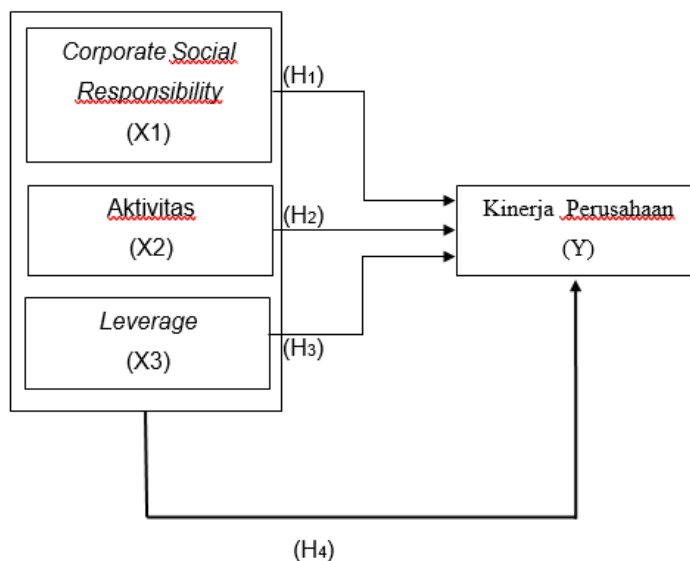 Corporate Social
Responsibility
(X1)
(H1)
Aktivitas
(X2)
(H2)
Leverage
(X3)
(H3)
Kinerja Perusahaan
(Y)
(H4)